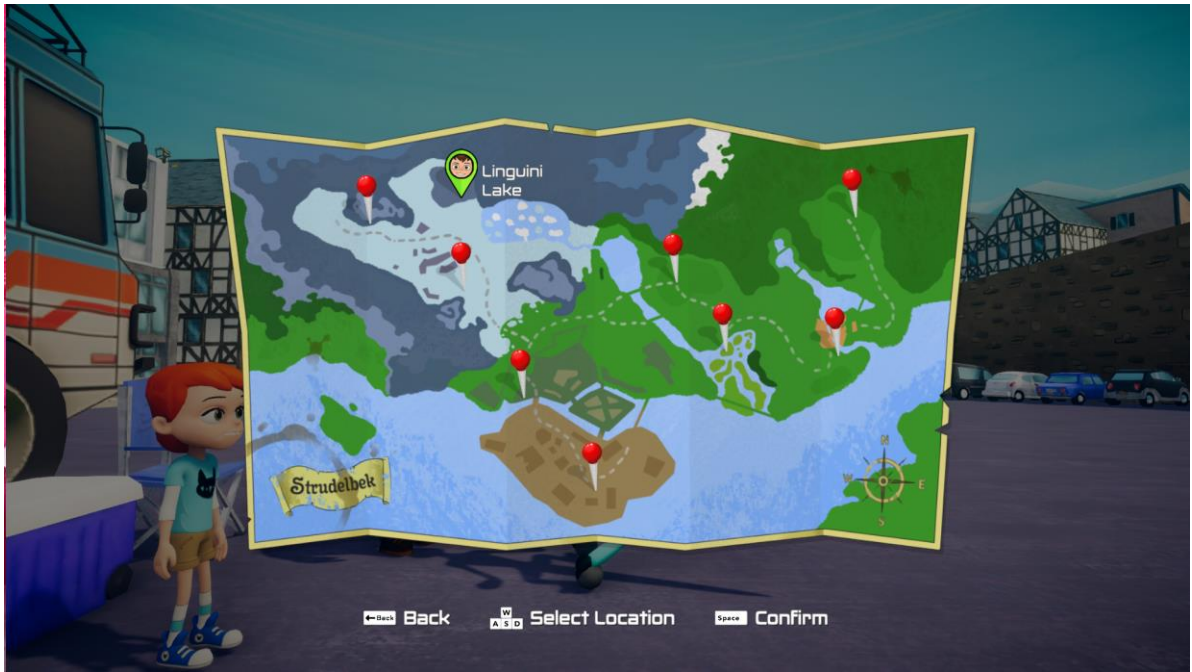 Linguini
Lake
N
W
E
S
Strudelbek
W
Back Back A S D Select Location Space Confirm